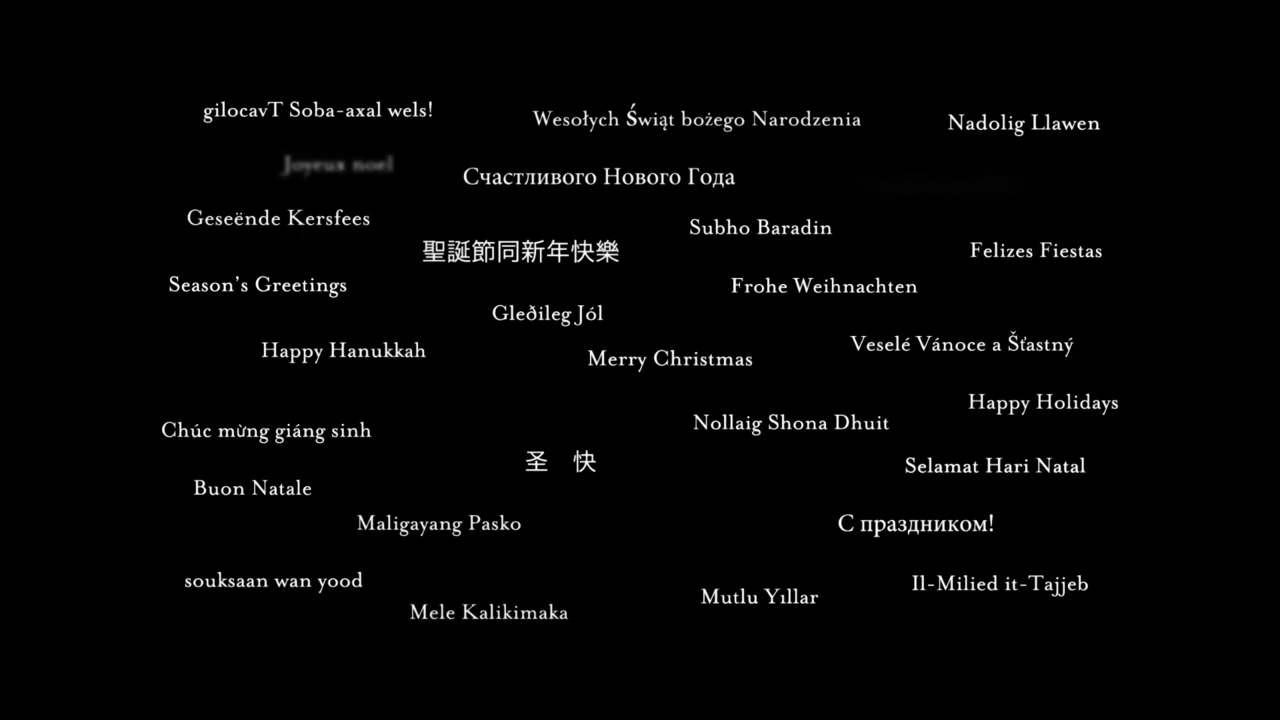 gilocavT Soba-axal wels!
Wesołych Świąt bożego Narodzenia
Nadolig Llawen
Joyeux noel
Счастливого Нового Года
Geseënde Kersfees
Subho Baradin
聖誕節同新年快樂
Felizes Fiestas
Season's Greetings
Frohe Weihnachten
Gleðileg Jól
Happy Hanukkah
Merry Christmas
Veselé Vánoce a Šťastný
Happy Holidays
Chúc mừng giáng sinh
Nollaig Shona Dhuit
圣 快
Selamat Hari Natal
Buon Natale
Maligayang Pasko
С праздником!
souksaan wan yood
Mele Kalikimaka
Mutlu Yıllar
Il-Milied it-Tajjeb